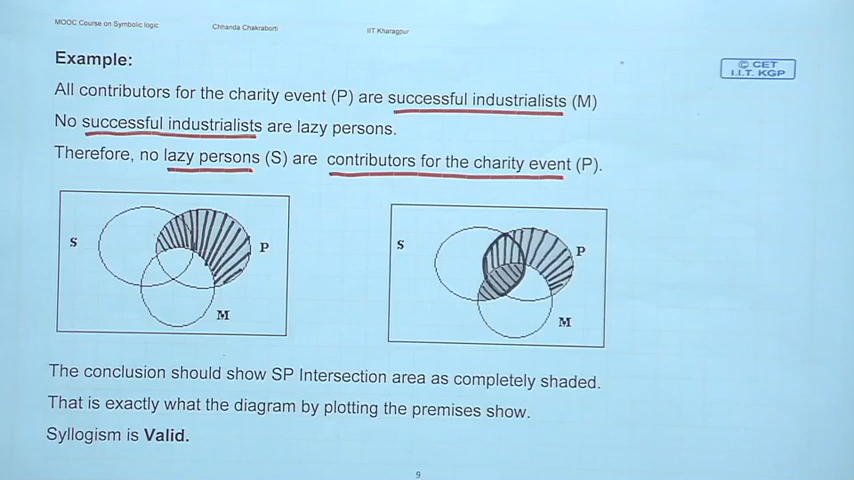 MOOC Course on Symbolic logic Chhanda Chakraborti IIT Kharagpur
© CET
I.I.T. KGP
Example:
All contributors for the charity event (P) are successful industrialists (M)
No successful industrialists are lazy persons.
Therefore, no lazy persons (S) are contributors for the charity event (P).
S P M
S P M
The conclusion should show SP Intersection area as completely shaded.
That is exactly what the diagram by plotting the premises show.
Syllogism is Valid.
9